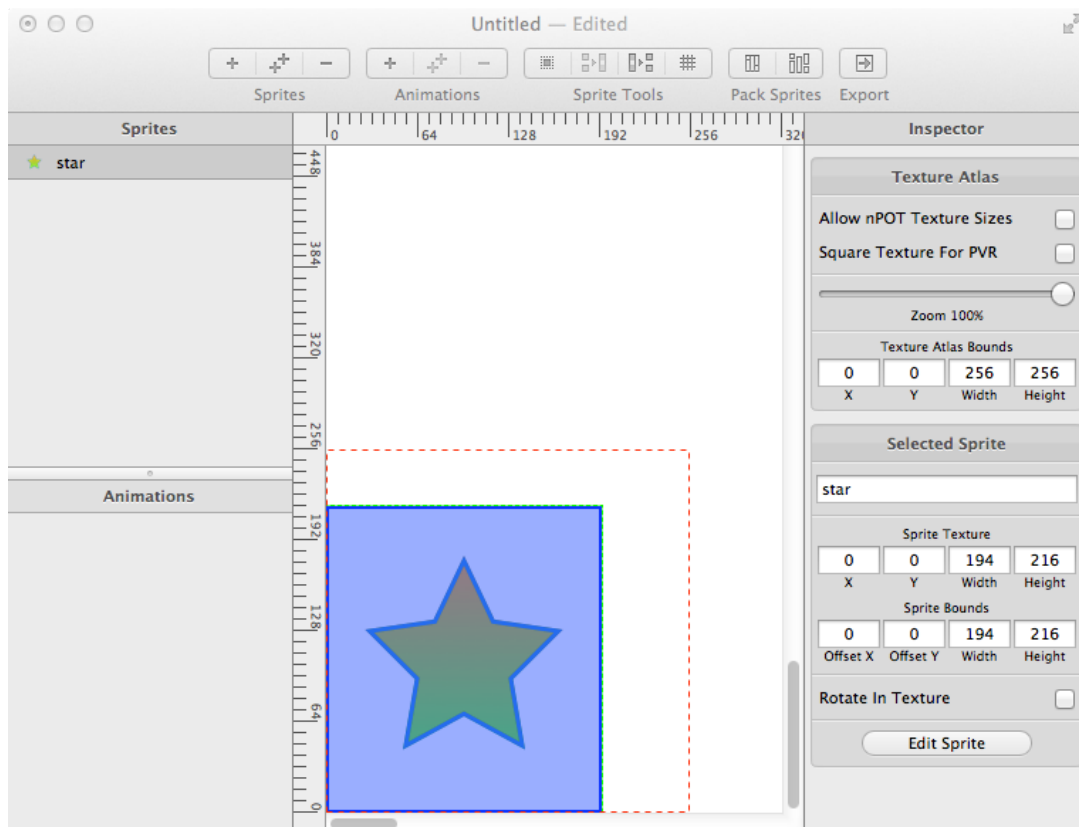 Untitled — Edited
Sprites Animations Sprite Tools Pack Sprites Export
Sprites
star
Animations
0 64 128 192 256 320
448
384
320
256
192
128
64
0
Inspector
Texture Atlas
Allow nPOT Texture Sizes
Square Texture For PVR
Zoom 100%
Texture Atlas Bounds
0 0 256 256
X Y Width Height
Selected Sprite
star
Sprite Texture
0 0 194 216
X Y Width Height
Sprite Bounds
0 0 194 216
Offset X Offset Y Width Height
Rotate In Texture
Edit Sprite